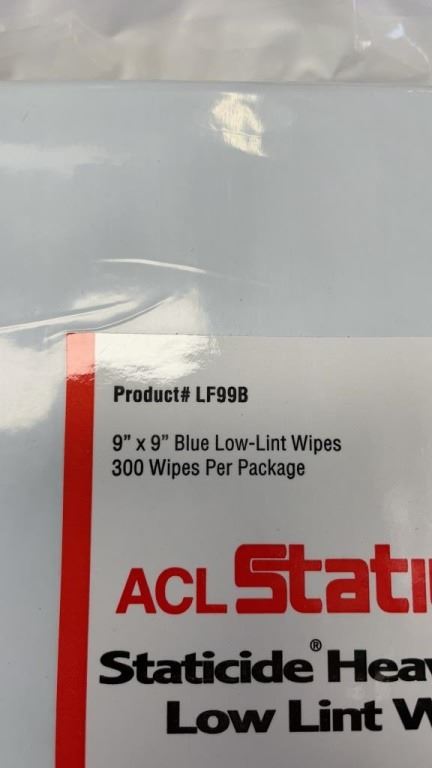 Product# LF99B
9" x 9" Blue Low-Lint Wipes
300 Wipes Per Package
ACL
Staticide® Low Lint